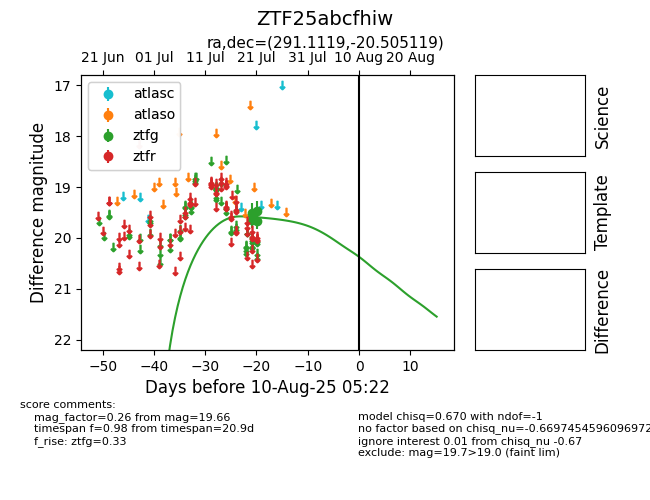 ZTF25abcfhiw
ra,dec=(291.1119,-20.505119)
21 Jun 01 Jul 11 Jul 21 Jul 31 Jul 10 Aug 20 Aug
atlasc
atlaso
ztfg
ztfr
17
18
19
20
21
22
Difference magnitude
−50 −40 −30 −20 −10 0 10
Days before 10-Aug-25 05:22
Science
Template
Difference
score comments:
mag_factor=0.26 from mag=19.66
timespan f=0.98 from timespan=20.9d
f_rise: ztfg=0.33
model chisq=0.670 with ndof=-1
no factor based on chisq_nu=-0.6697454596096972
ignore interest 0.01 from chisq_nu -0.67
exclude: mag=19.7>19.0 (faint lim)